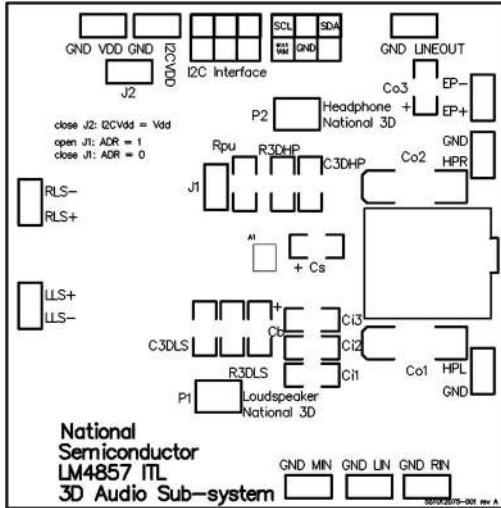 GND VDD GND I2CVDD
J2
I2C Interface
SCL SDA
Vdd GND
GND LINEOUT
Co3
+
EP-
EP+
close J2: I2CVdd = Vdd
open J1: ADR = 1
close J1: ADR = 0
P2
Headphone
National 3D
GND
HPR
Rpu
R3DHP
C3DHP
Co2
J1
RLS-
RLS+
A1
+ Cs
LLS+
LLS-
+
Cb
Ci3
Ci2
Ci1
C3DLS
R3DLS
Co1
HPL
GND
P1
Loudspeaker
National 3D
National
Semiconductor
LM4857 ITL
3D Audio Sub-system
GND MIN GND LIN GND RIN
551012075-001 rev A